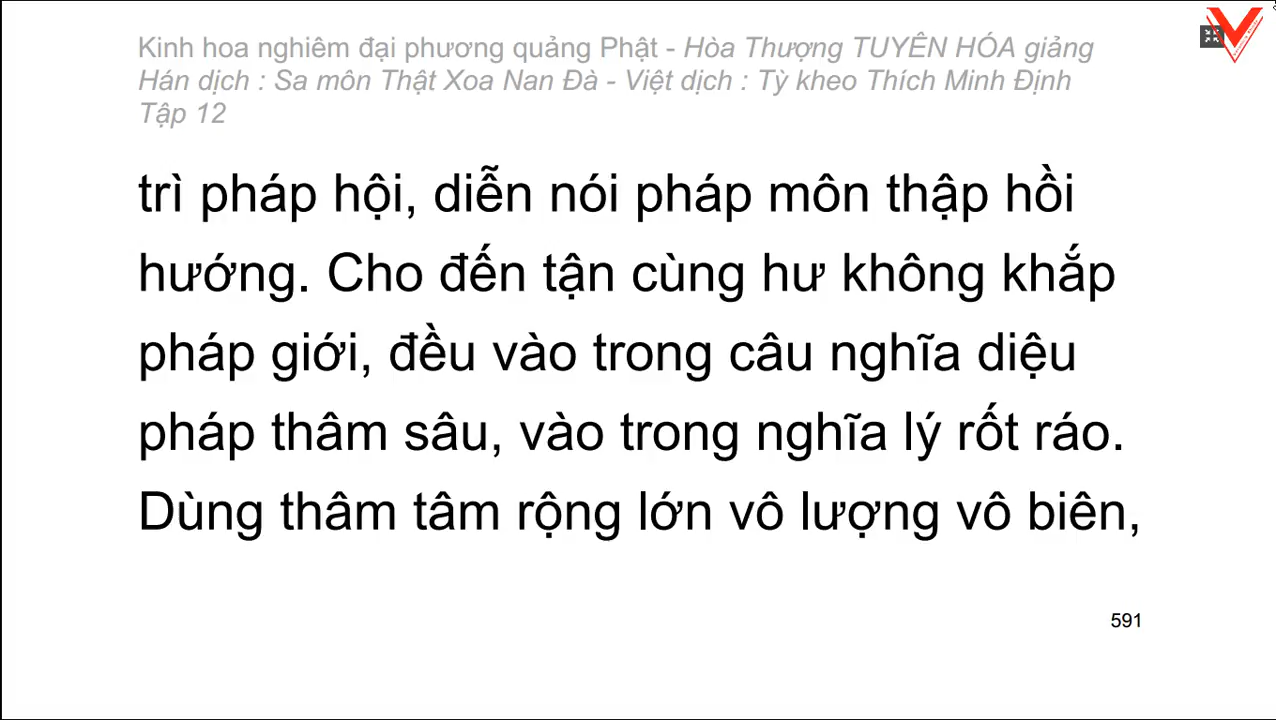 Kinh hoa nghiêm đại phương quảng Phật - Hòa Thượng TUYÊN HÓA giảng
Hán dịch : Sa môn Thật Xoa Nan Đà - Việt dịch : Tỳ kheo Thích Minh Định
Tập 12
trì pháp hội, diễn nói pháp môn thập hồi
hướng. Cho đến tận cùng hư không khắp
pháp giới, đều vào trong câu nghĩa diệu
pháp thâm sâu, vào trong nghĩa lý rốt ráo.
Dùng thâm tâm rộng lớn vô lượng vô biên,
591